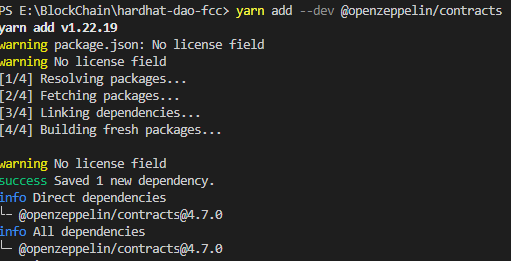 PS E:\BlockChain\hardhat-dao-fcc> yarn add --dev @openzeppelin/contracts
yarn add v1.22.19
warning package.json: No license field
warning No license field
[1/4] Resolving packages...
[2/4] Fetching packages...
[3/4] Linking dependencies...
[4/4] Building fresh packages...
warning No license field
success Saved 1 new dependency.
info Direct dependencies
└─ @openzeppelin/contracts@4.7.0
info All dependencies
└─ @openzeppelin/contracts@4.7.0